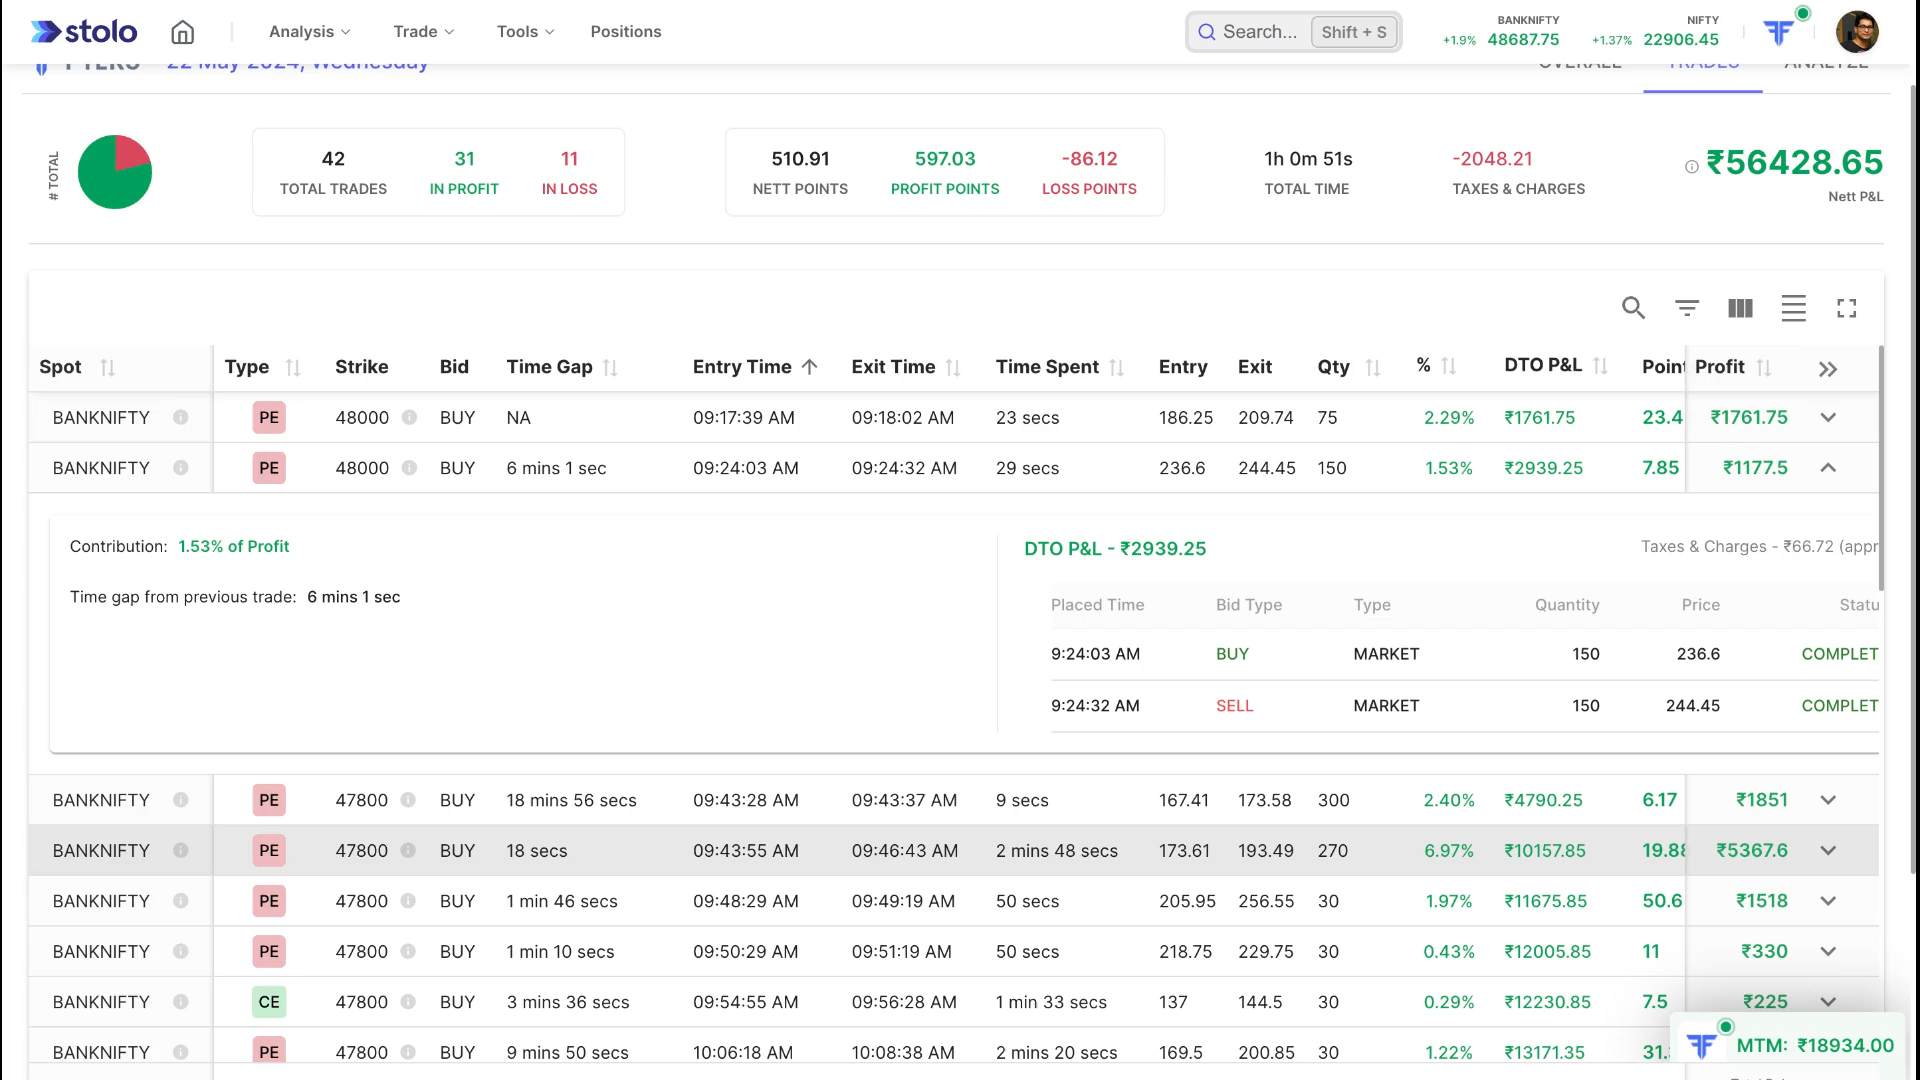 stolo
Analysis
Trade
Tools
Positions
Search...
Shift + S
BANKNIFTY
+1.9% 48687.75
NIFTY
+1.37% 22906.45
22 May 2024, Wednesday
OVERALL
TRADES
ANALYZE
# TOTAL
42
TOTAL TRADES
31
IN PROFIT
11
IN LOSS
510.91
NETT POINTS
597.03
PROFIT POINTS
-86.12
LOSS POINTS
1h 0m 51s
TOTAL TIME
-2048.21
TAXES & CHARGES
₹56428.65
Nett P&L
Spot Type Strike Bid Time Gap Entry Time Exit Time Time Spent Entry Exit Qty % DTO P&L Point Profit
BANKNIFTY PE 48000 BUY NA 09:17:39 AM 09:18:02 AM 23 secs 186.25 209.74 75 2.29% ₹1761.75 23.4 ₹1761.75
BANKNIFTY PE 48000 BUY 6 mins 1 sec 09:24:03 AM 09:24:32 AM 29 secs 236.6 244.45 150 1.53% ₹2939.25 7.85 ₹1177.5
Contribution: 1.53% of Profit
Time gap from previous trade: 6 mins 1 sec
DTO P&L - ₹2939.25
Taxes & Charges - ₹66.72 (appr
Placed Time Bid Type Type Quantity Price Statu
9:24:03 AM BUY MARKET 150 236.6 COMPLET
9:24:32 AM SELL MARKET 150 244.45 COMPLET
BANKNIFTY PE 47800 BUY 18 mins 56 secs 09:43:28 AM 09:43:37 AM 9 secs 167.41 173.58 300 2.40% ₹4790.25 6.17 ₹1851
BANKNIFTY PE 47800 BUY 18 secs 09:43:55 AM 09:46:43 AM 2 mins 48 secs 173.61 193.49 270 6.97% ₹10157.85 19.88 ₹5367.6
BANKNIFTY PE 47800 BUY 1 min 46 secs 09:48:29 AM 09:49:19 AM 50 secs 205.95 256.55 30 1.97% ₹11675.85 50.6 ₹1518
BANKNIFTY PE 47800 BUY 1 min 10 secs 09:50:29 AM 09:51:19 AM 50 secs 218.75 229.75 30 0.43% ₹12005.85 11 ₹330
BANKNIFTY CE 47800 BUY 3 mins 36 secs 09:54:55 AM 09:56:28 AM 1 min 33 secs 137 144.5 30 0.29% ₹12230.85 7.5 ₹225
BANKNIFTY PE 47800 BUY 9 mins 50 secs 10:06:18 AM 10:08:38 AM 2 mins 20 secs 169.5 200.85 30 1.22% ₹13171.35 31.
MTM: ₹18934.00